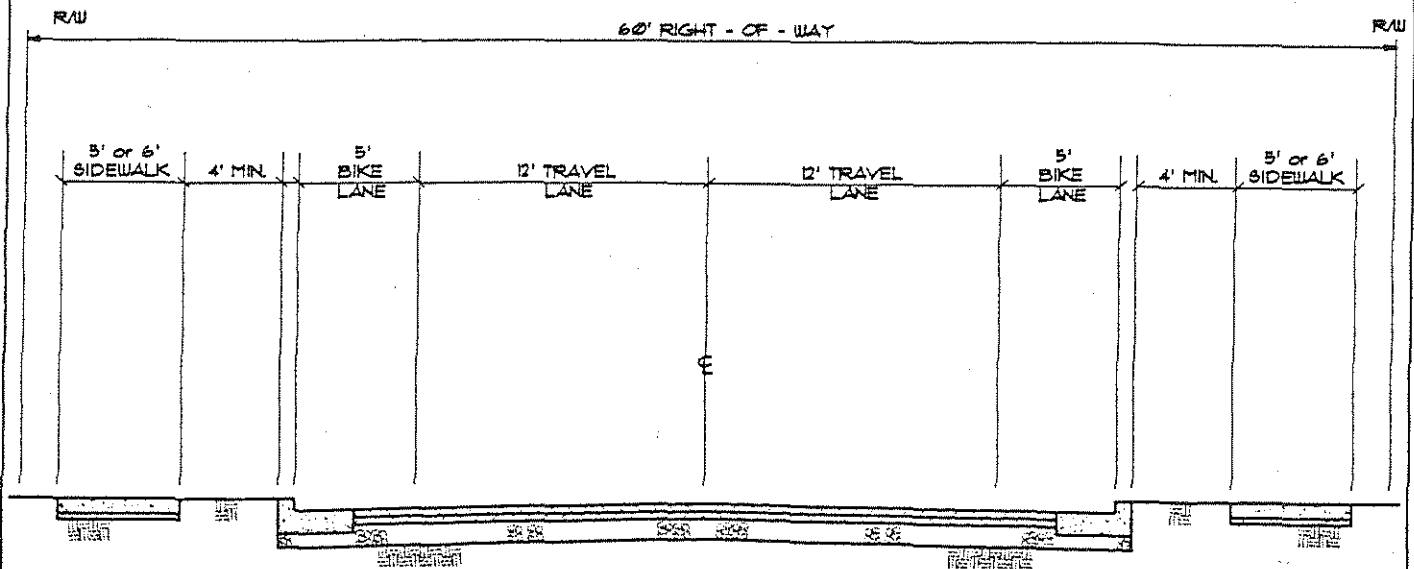 R/W
60' RIGHT - OF - WAY
R/W
5' or 6'
SIDEWALK
4' MIN.
5'
BIKE
LANE
12' TRAVEL
LANE
12' TRAVEL
LANE
5'
BIKE
LANE
4' MIN.
5' or 6'
SIDEWALK
℄